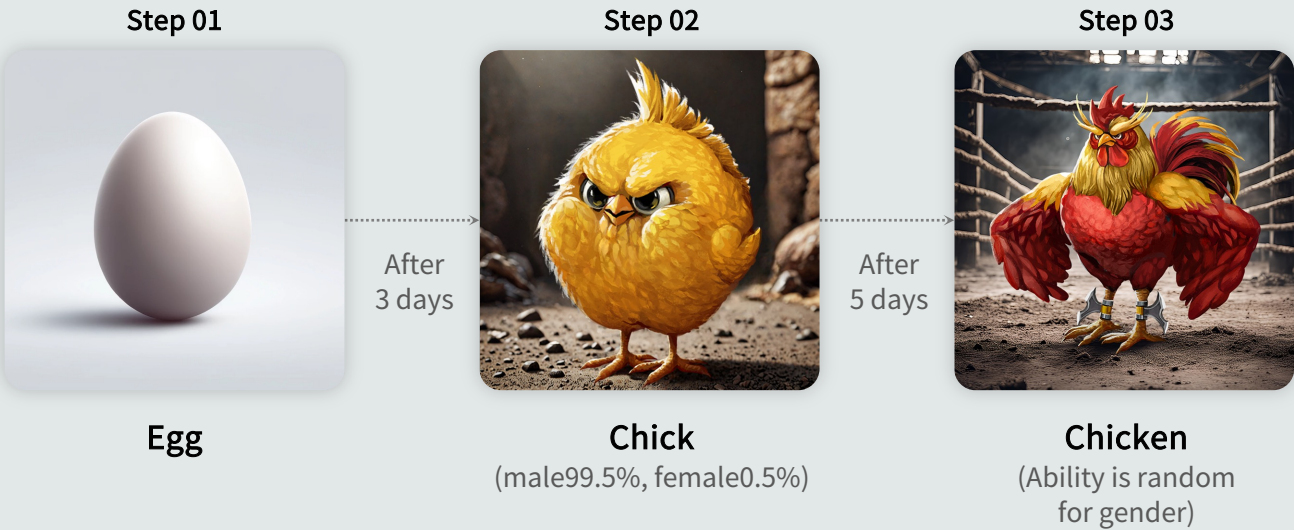 Step 01
Step 02
Step 03
After
3 days
After
5 days
Egg
Chick
(male99.5%, female0.5%)
Chicken
(Ability is random
for gender)